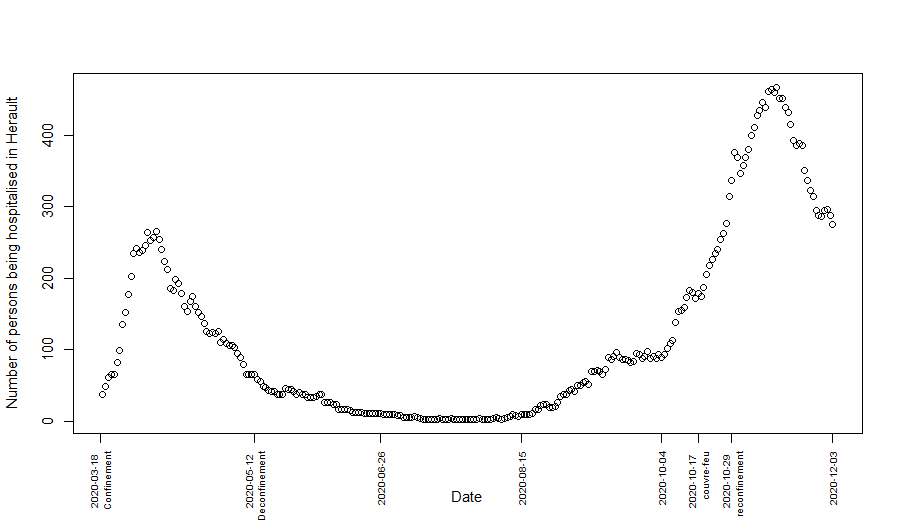 Number of persons being hospitalised in Herault
400
300
200
100
0
2020-03-18
Confinement
2020-05-12
Deconfinement
2020-06-26
2020-08-15
2020-10-04
2020-10-17
couvre-feu
2020-10-29
reconfinement
2020-12-03
Date